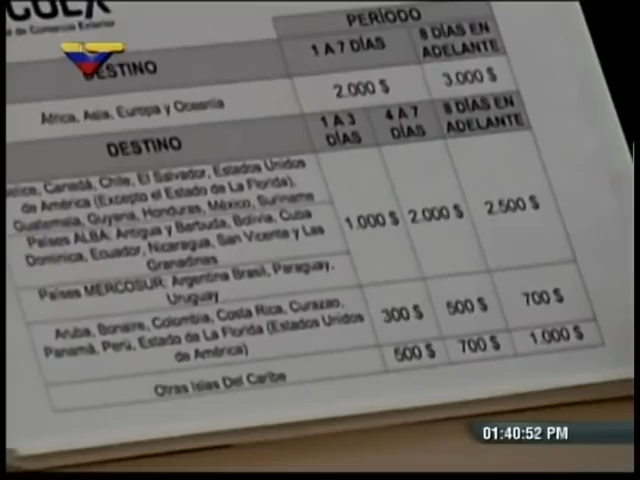 de Comercio Exterior
PERÍODO
DESTINO
1 A 7 DÍAS
8 DÍAS EN
ADELANTE
África, Asia, Europa y Oceanía
2.000 $
3.000 $
DESTINO
1 A 3
DÍAS
4 A 7
DÍAS
8 DÍAS EN
ADELANTE
Canadá, Chile, El Salvador, Estados Unidos
de América (Excepto el Estado de La Florida),
Guatemala, Guyana, Honduras, México, Suriname
Países ALBA: Antigua y Barbuda, Bolivia, Cuba
Dominica, Ecuador, Nicaragua, San Vicente y Las
Granadinas
Países MERCOSUR: Argentina Brasil, Paraguay,
Uruguay
1.000 $
2.000 $
2.500 $
Aruba, Bonaire, Colombia, Costa Rica, Curazao,
Panamá, Perú, Estado de La Florida (Estados Unidos
de América)
300 $
500 $
700 $
Otras Islas Del Caribe
500 $
700 $
1.000 $
01:40:52 PM